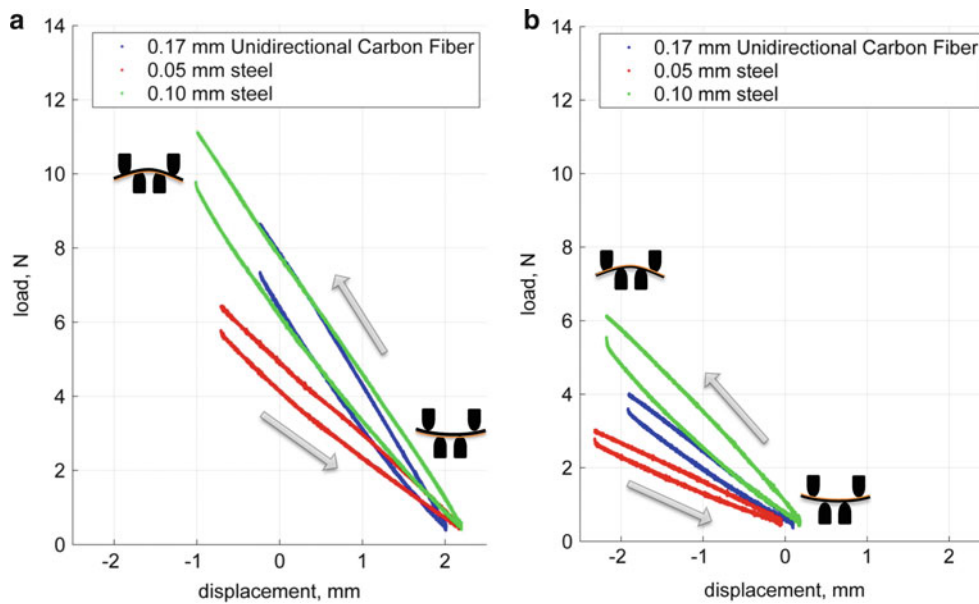 a
14
12
10
8
6
4
2
0
load, N
0.17 mm Unidirectional Carbon Fiber
0.05 mm steel
0.10 mm steel
-2
-1
0
1
2
displacement, mm
b
14
12
10
8
6
4
2
0
load, N
0.17 mm Unidirectional Carbon Fiber
0.05 mm steel
0.10 mm steel
-2
-1
0
1
2
displacement, mm